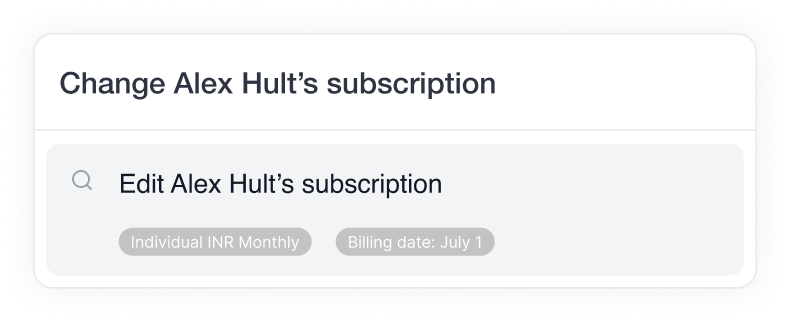 Change Alex Hult’s subscription
Edit Alex Hult’s subscription
Individual INR Monthly Billing date: July 1